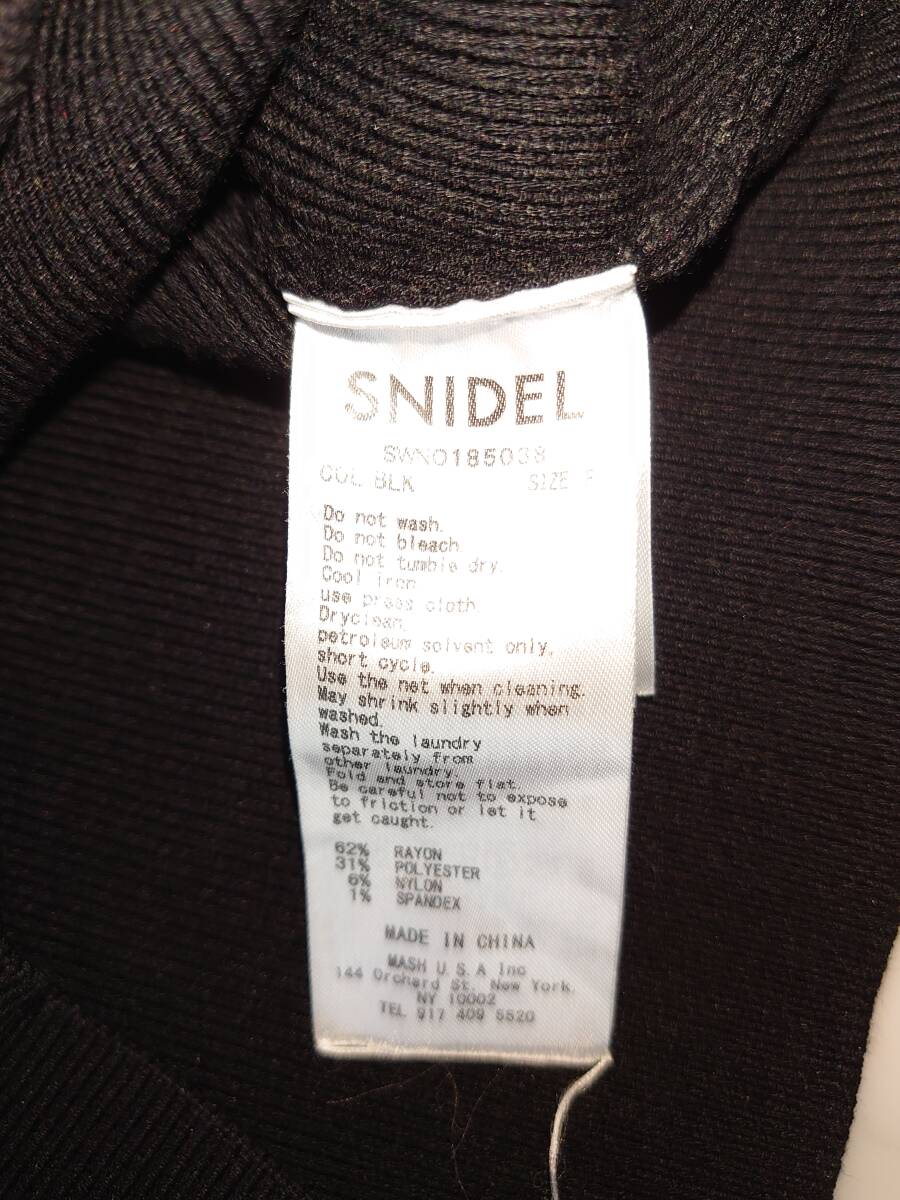 SNIDEL
SWNO185038
COL BLK SIZE F
Do not wash.
Do not bleach
Do not tumble dry.
Cool iron
use press cloth
Dryclean,
petroleum solvent only,
short cycle.
Use the net when cleaning.
May shrink slightly when
washed.
Wash the laundry
separately from
other laundry.
Fold and store flat.
Be careful not to expose
to friction or let it
get caught.
62% RAYON
31% POLYESTER
6% NYLON
1% SPANDEX
MADE IN CHINA
MASH U.S.A Inc
144 Orchard St. New York.
NY 10002
TEL 917 409 5520